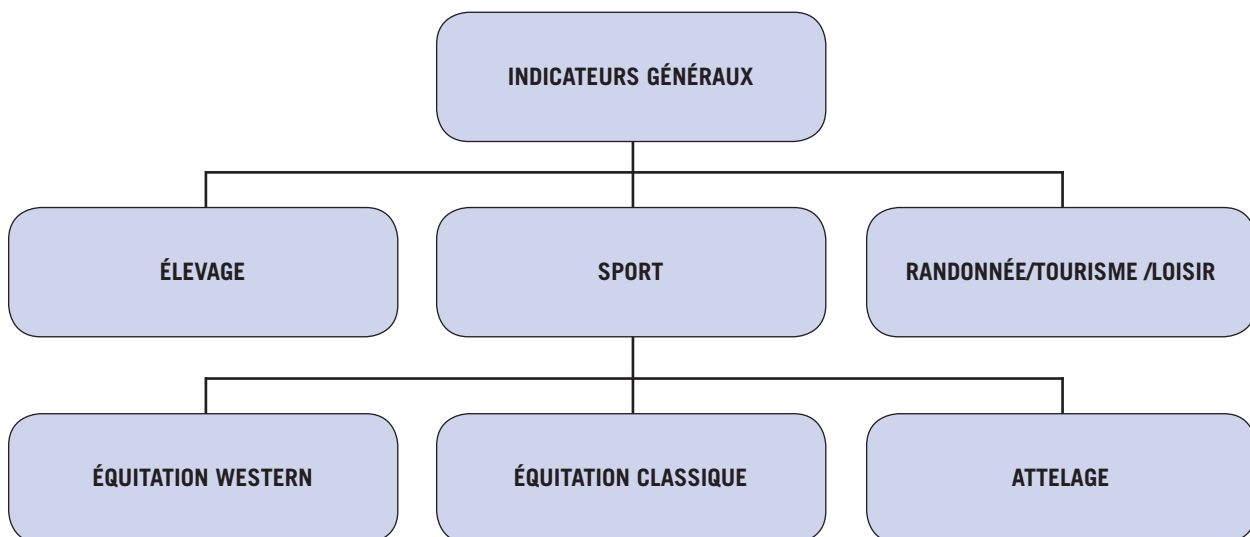 INDICATEURS GÉNÉRAUX
ÉLEVAGE
SPORT
RANDONNÉE/TOURISME /LOISIR
ÉQUITATION WESTERN
ÉQUITATION CLASSIQUE
ATTELAGE